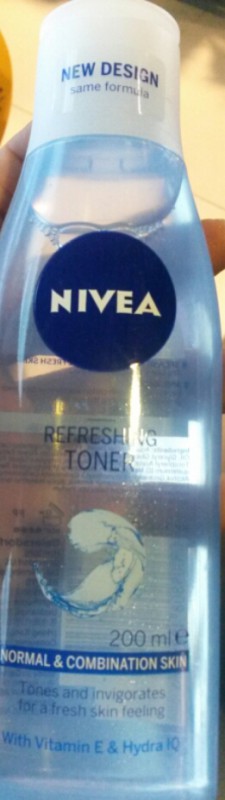 NEW DESIGN
same formula
NIVEA
REFRESHING
TONER
200 ml e
NORMAL & COMBINATION SKIN
Tones and invigorates
for a fresh skin feeling
With Vitamin E & Hydra IQ